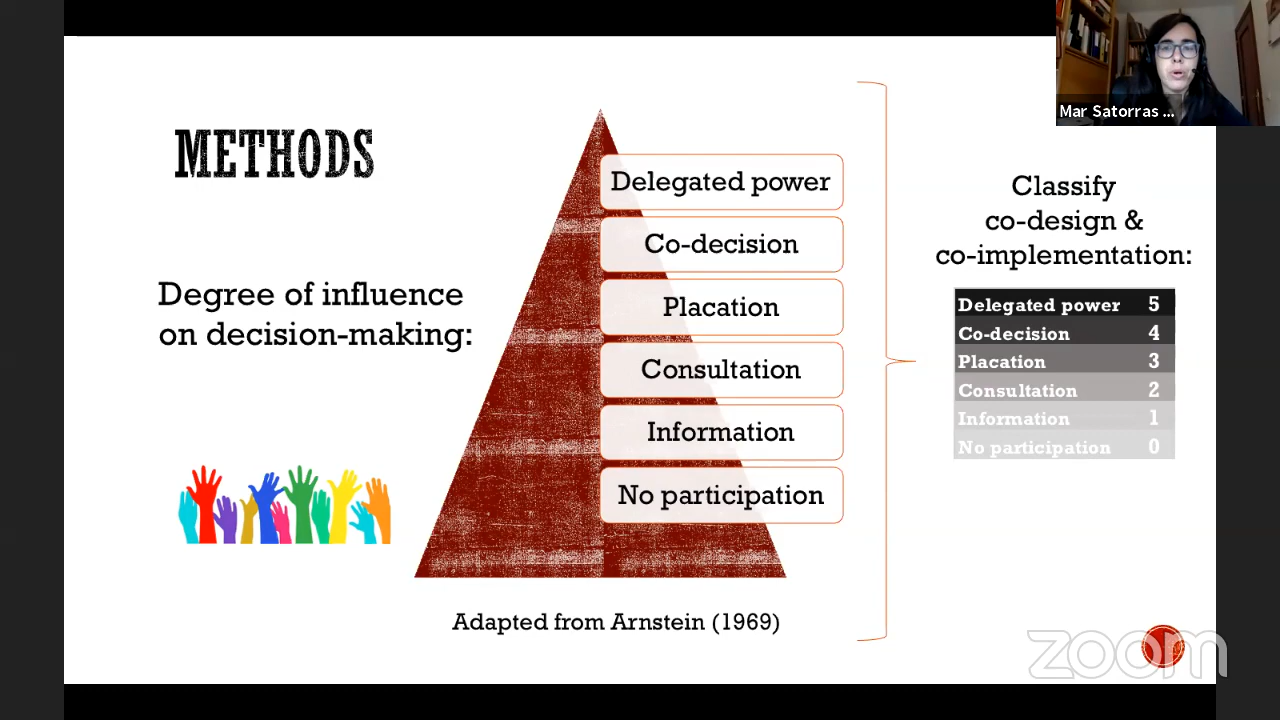 Mar Satorras ...
METHODS
Degree of influence
on decision-making:
Delegated power
Co-decision
Placation
Consultation
Information
No participation
Adapted from Arnstein (1969)
Classify
co-design &
co-implementation:
Delegated power 5
Co-decision 4
Placation 3
Consultation 2
Information 1
No participation 0
zoom